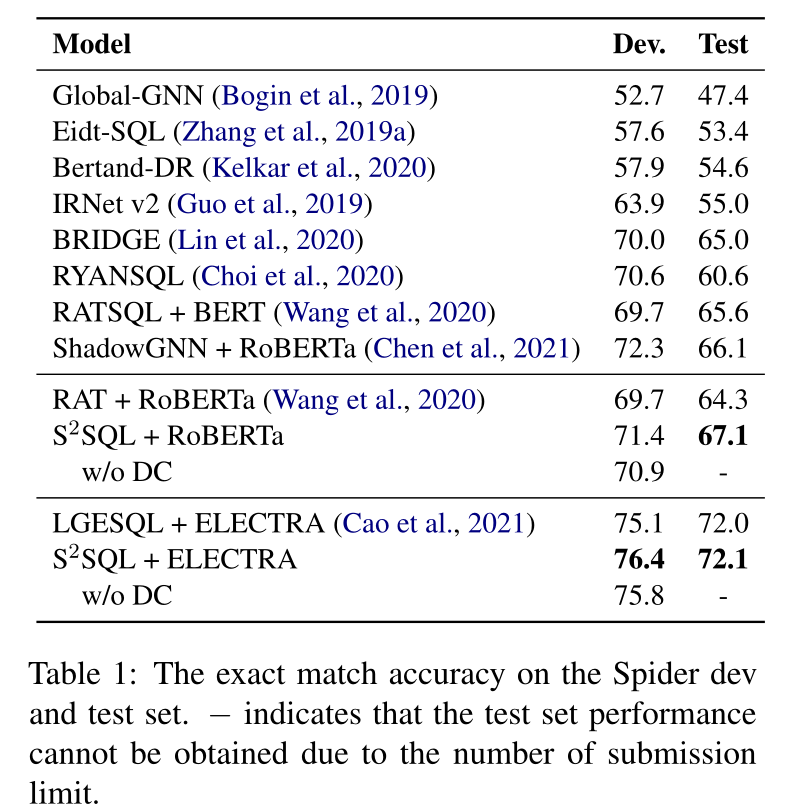 Model Dev. Test
Global-GNN (Bogin et al., 2019) 52.7 47.4
Eidt-SQL (Zhang et al., 2019a) 57.6 53.4
Bertand-DR (Kelkar et al., 2020) 57.9 54.6
IRNet v2 (Guo et al., 2019) 63.9 55.0
BRIDGE (Lin et al., 2020) 70.0 65.0
RYANSQL (Choi et al., 2020) 70.6 60.6
RATSQL + BERT (Wang et al., 2020) 69.7 65.6
ShadowGNN + RoBERTa (Chen et al., 2021) 72.3 66.1
RAT + RoBERTa (Wang et al., 2020) 69.7 64.3
S²SQL + RoBERTa 71.4 67.1
w/o DC 70.9 -
LGESQL + ELECTRA (Cao et al., 2021) 75.1 72.0
S²SQL + ELECTRA 76.4 72.1
w/o DC 75.8 -
Table 1: The exact match accuracy on the Spider dev
and test set. − indicates that the test set performance
cannot be obtained due to the number of submission
limit.